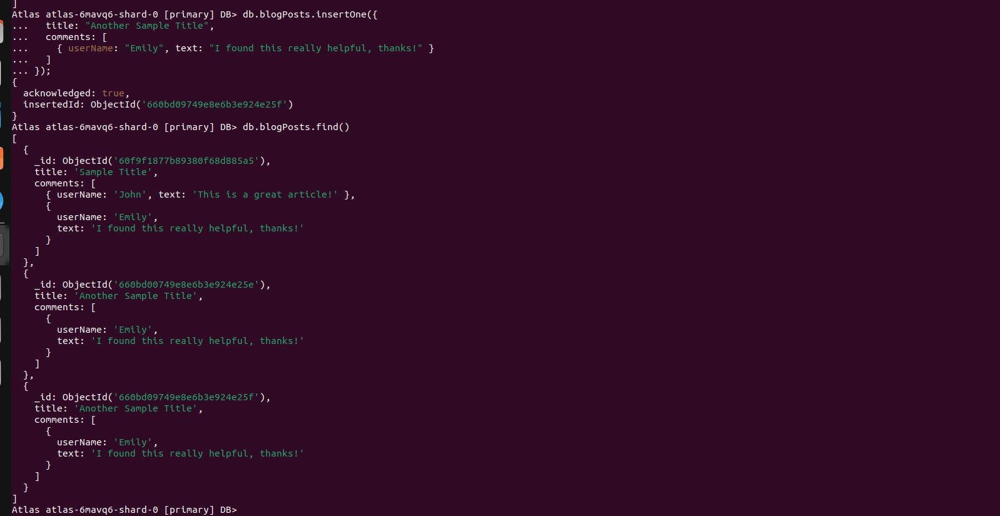 ]
Atlas atlas-6mavq6-shard-0 [primary] DB> db.blogPosts.insertOne({
...   title: "Another Sample Title",
...   comments: [
...     { userName: "Emily", text: "I found this really helpful, thanks!" }
...   ]
... });
{
  acknowledged: true,
  insertedId: ObjectId('660bd09749e8e6b3e924e25f')
}
Atlas atlas-6mavq6-shard-0 [primary] DB> db.blogPosts.find()
[
  {
    _id: ObjectId('60f9f1877b89380f68d885a5'),
    title: 'Sample Title',
    comments: [
      { userName: 'John', text: 'This is a great article!' },
      {
        userName: 'Emily',
        text: 'I found this really helpful, thanks!'
      }
    ]
  },
  {
    _id: ObjectId('660bd00749e8e6b3e924e25e'),
    title: 'Another Sample Title',
    comments: [
      {
        userName: 'Emily',
        text: 'I found this really helpful, thanks!'
      }
    ]
  },
  {
    _id: ObjectId('660bd09749e8e6b3e924e25f'),
    title: 'Another Sample Title',
    comments: [
      {
        userName: 'Emily',
        text: 'I found this really helpful, thanks!'
      }
    ]
  }
]
Atlas atlas-6mavq6-shard-0 [primary] DB>